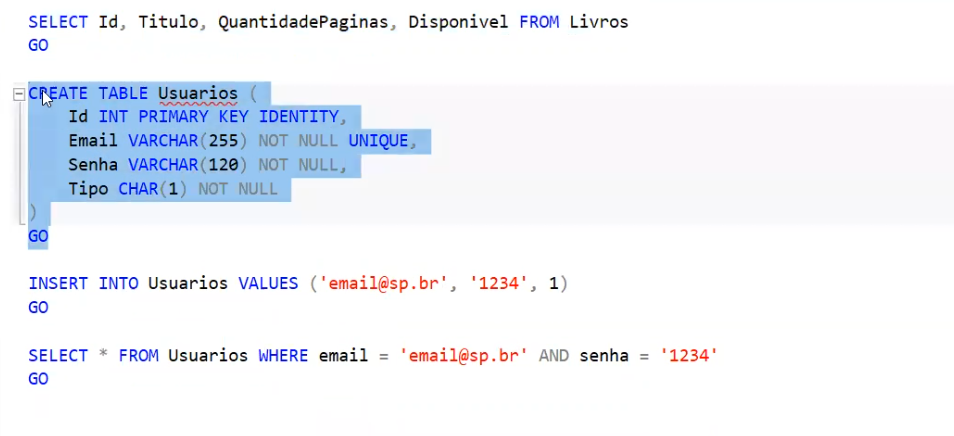 SELECT Id, Titulo, QuantidadePaginas, Disponivel FROM Livros
GO
CREATE TABLE Usuarios (
Id INT PRIMARY KEY IDENTITY,
Email VARCHAR(255) NOT NULL UNIQUE,
Senha VARCHAR(120) NOT NULL,
Tipo CHAR(1) NOT NULL
)
GO
INSERT INTO Usuarios VALUES ('email@sp.br', '1234', 1)
GO
SELECT * FROM Usuarios WHERE email = 'email@sp.br' AND senha = '1234'
GO